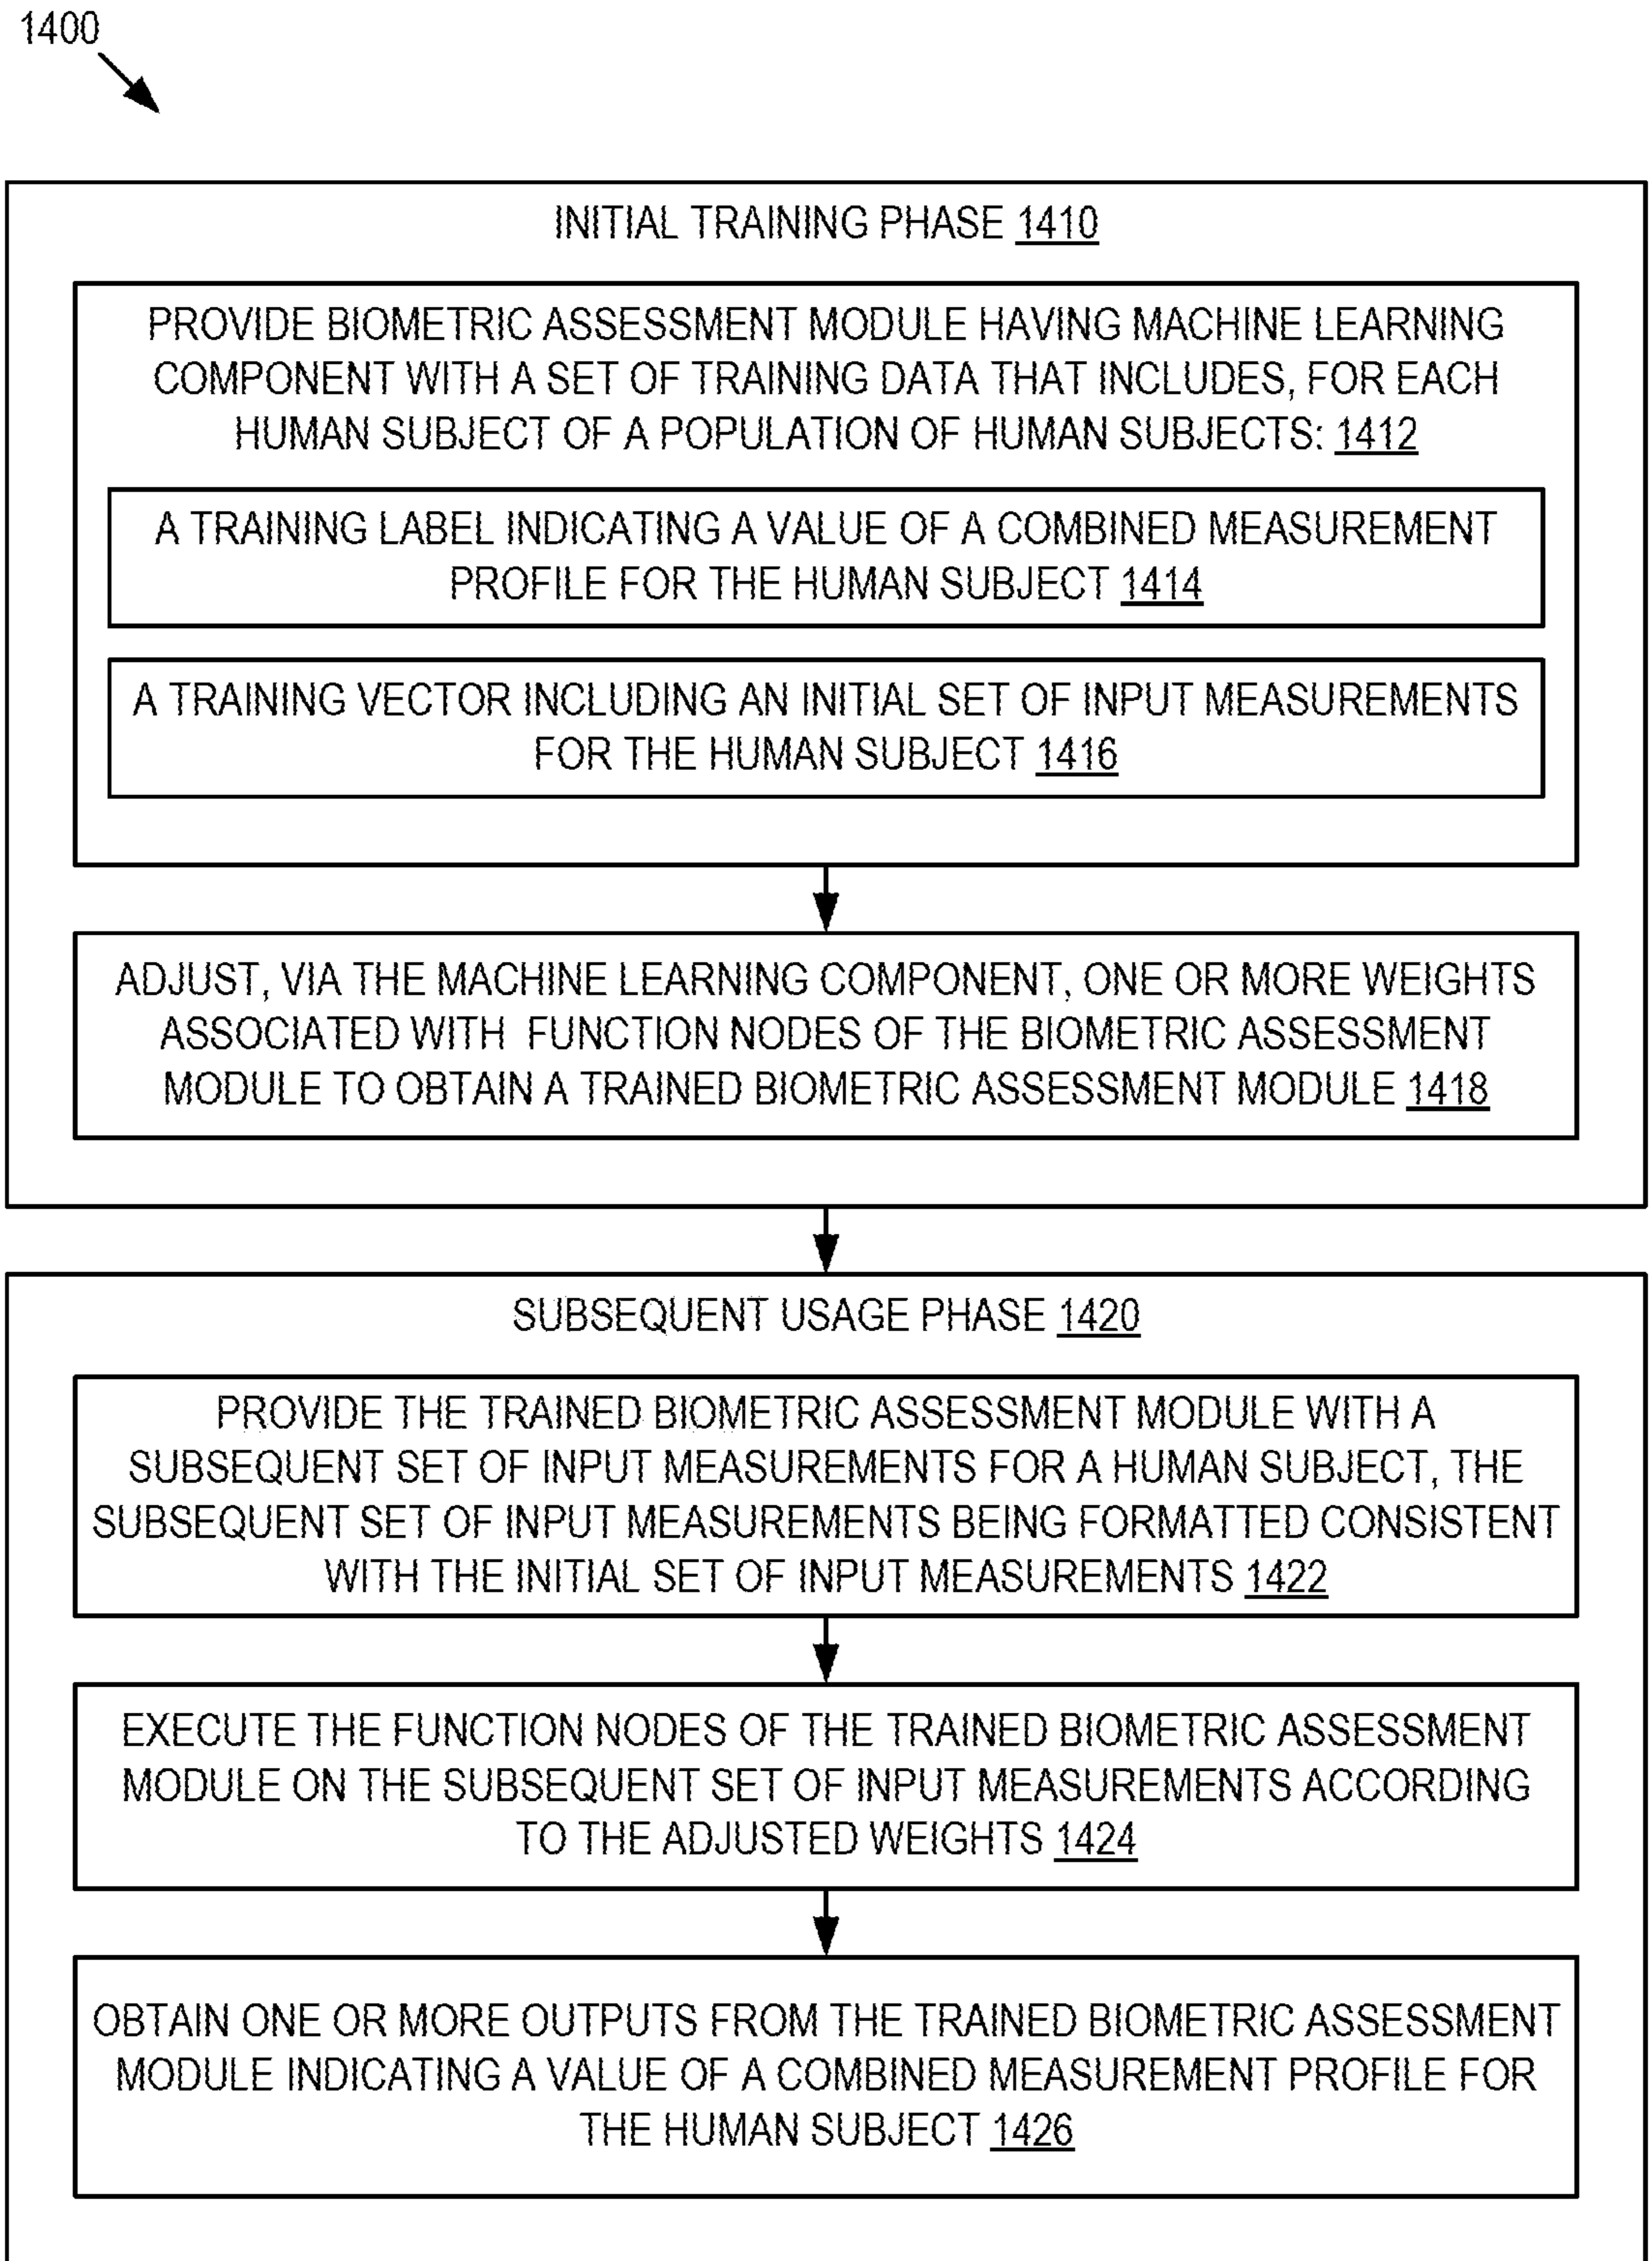 1400
INITIAL TRAINING PHASE 1410
PROVIDE BIOMETRIC ASSESSMENT MODULE HAVING MACHINE LEARNING
COMPONENT WITH A SET OF TRAINING DATA THAT INCLUDES, FOR EACH
HUMAN SUBJECT OF A POPULATION OF HUMAN SUBJECTS: 1412
A TRAINING LABEL INDICATING A VALUE OF A COMBINED MEASUREMENT
PROFILE FOR THE HUMAN SUBJECT 1414
A TRAINING VECTOR INCLUDING AN INITIAL SET OF INPUT MEASUREMENTS
FOR THE HUMAN SUBJECT 1416
ADJUST, VIA THE MACHINE LEARNING COMPONENT, ONE OR MORE WEIGHTS
ASSOCIATED WITH FUNCTION NODES OF THE BIOMETRIC ASSESSMENT
MODULE TO OBTAIN A TRAINED BIOMETRIC ASSESSMENT MODULE 1418
SUBSEQUENT USAGE PHASE 1420
PROVIDE THE TRAINED BIOMETRIC ASSESSMENT MODULE WITH A
SUBSEQUENT SET OF INPUT MEASUREMENTS FOR A HUMAN SUBJECT, THE
SUBSEQUENT SET OF INPUT MEASUREMENTS BEING FORMATTED CONSISTENT
WITH THE INITIAL SET OF INPUT MEASUREMENTS 1422
EXECUTE THE FUNCTION NODES OF THE TRAINED BIOMETRIC ASSESSMENT
MODULE ON THE SUBSEQUENT SET OF INPUT MEASUREMENTS ACCORDING
TO THE ADJUSTED WEIGHTS 1424
OBTAIN ONE OR MORE OUTPUTS FROM THE TRAINED BIOMETRIC ASSESSMENT
MODULE INDICATING A VALUE OF A COMBINED MEASUREMENT PROFILE FOR
THE HUMAN SUBJECT 1426